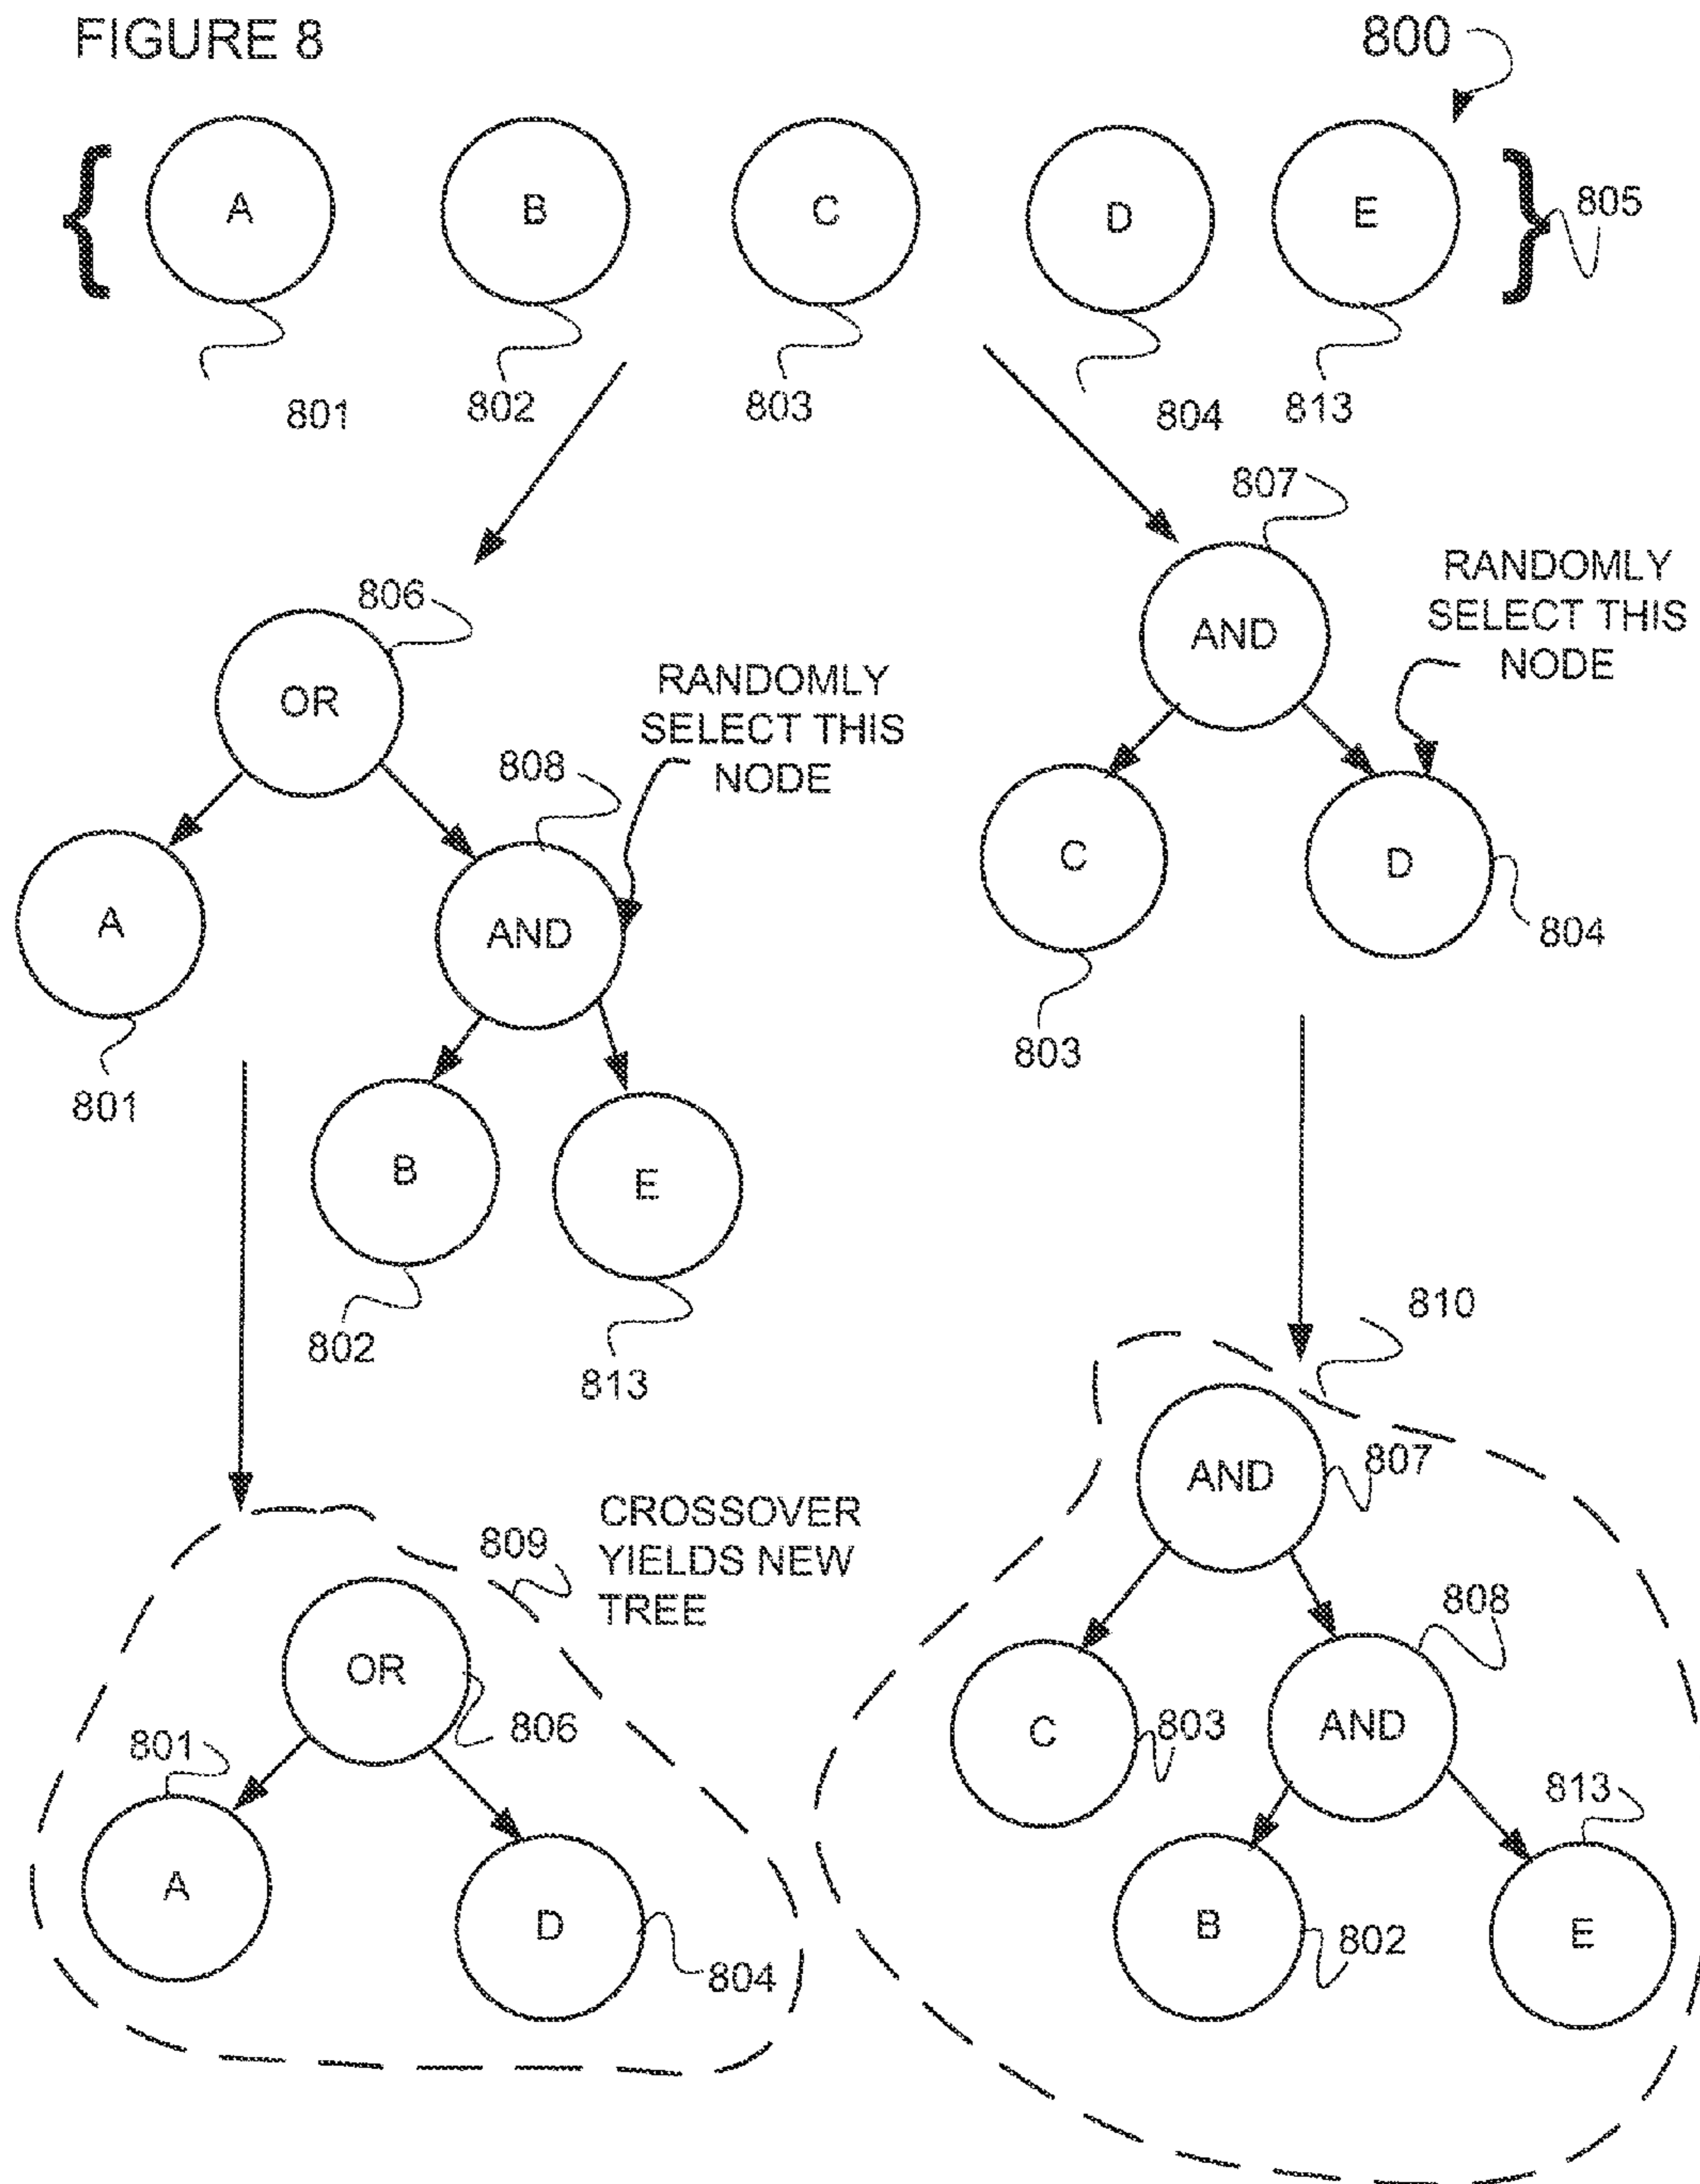 FIGURE 8
800
{ A B C D E }
805
801
802
803
804
813
807
RANDOMLY
SELECT THIS
NODE
AND
C
D
804
803
806
OR
RANDOMLY
SELECT THIS
NODE
808
A
AND
801
B
E
802
813
810
AND
807
808
C
803
AND
813
B
802
E
809
CROSSOVER
YIELDS NEW
TREE
OR
806
801
A
D
804